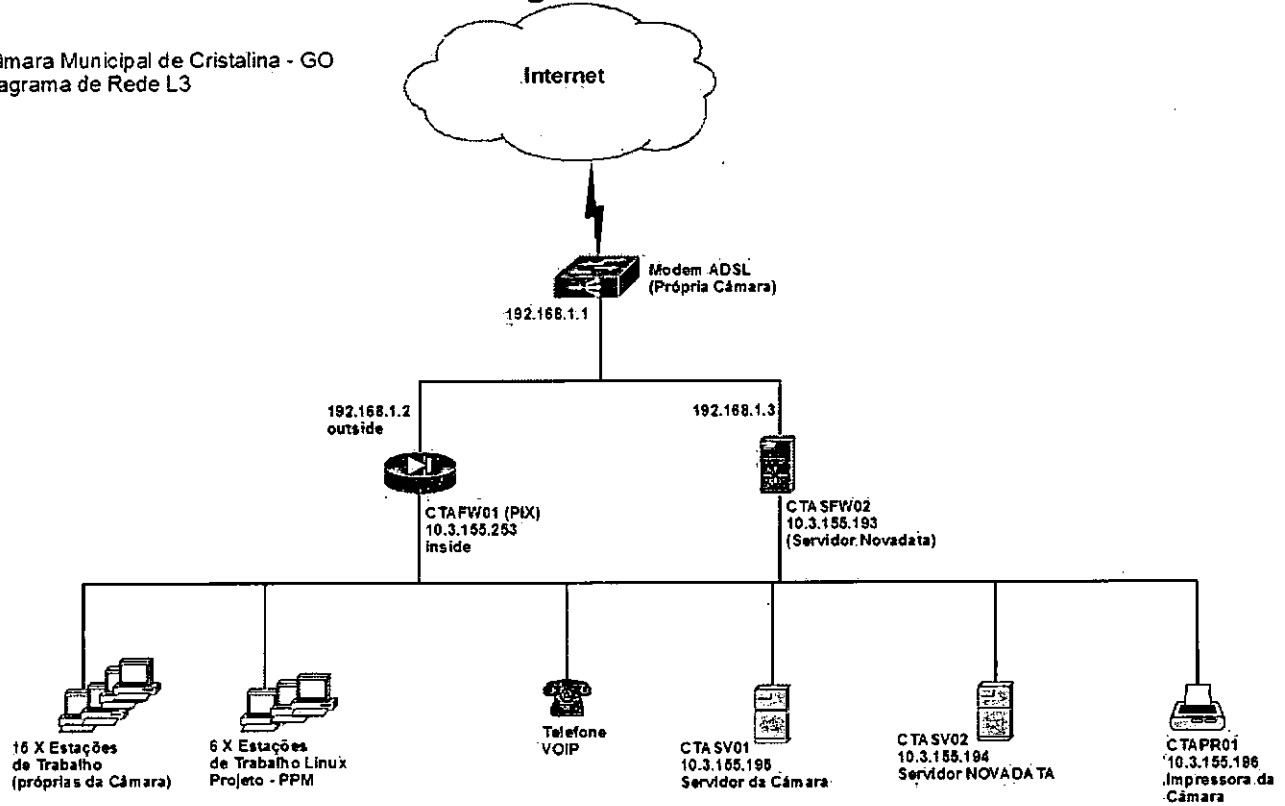 âmara Municipal de Cristalina - GO
agrama de Rede L3
Internet
Modem ADSL
(Própria Câmara)
192.168.1.1
192.168.1.2
outside
192.168.1.3
CTAFW01 (PIX)
10.3.155.253
inside
CTASFW02
10.3.155.193
(Servidor Novadata)
15 X Estações
de Trabalho
(próprias da Câmara)
6 X Estações
de Trabalho Linux
Projeto - PPM
Telefone
VOIP
CTASV01
10.3.155.195
Servidor da Câmara
CTASV02
10.3.155.194
Servidor NOVADATA
CTAPR01
10.3.155.196
Impressora da
Câmara